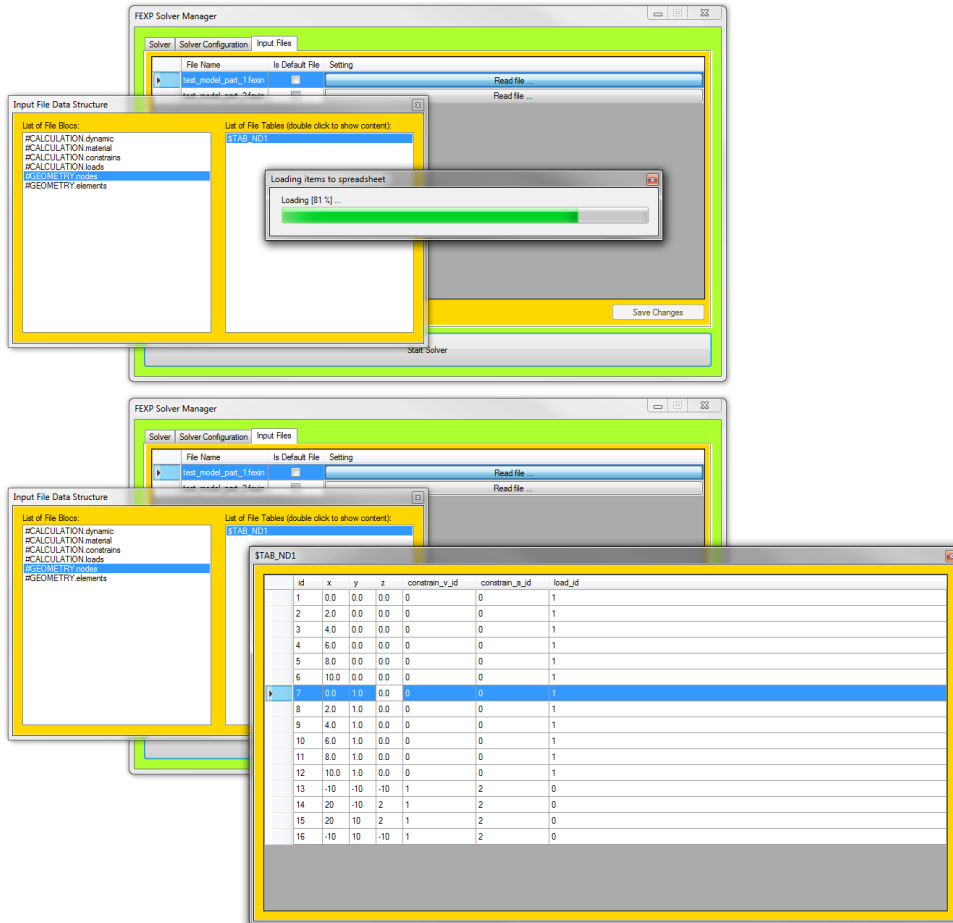 FEXP Solver Manager
Solver Solver Configuration Input Files
File Name Is Default File Setting
test_model_part_1.fexin Read file ...
Read file ...
Input File Data Structure
List of File Blocs: List of File Tables (double click to show content):
#CALCULATION.dynamic $TAB_ND1
#CALCULATION.material
#CALCULATION.constrains
#CALCULATION.loads
#GEOMETRY.nodes
#GEOMETRY.elements
Loading items to spreadsheet
Loading [81 %] ...
Save Changes
Start Solver
FEXP Solver Manager
Solver Solver Configuration Input Files
File Name Is Default File Setting
test_model_part_1.fexin Read file ...
Read file ...
Input File Data Structure
List of File Blocs: List of File Tables (double click to show content):
#CALCULATION.dynamic $TAB_ND1
#CALCULATION.material
#CALCULATION.constrains
#CALCULATION.loads
#GEOMETRY.nodes
#GEOMETRY.elements
$TAB_ND1
id x y z constrain_v_id constrain_a_id load_id
1 0.0 0.0 0.0 0 0 1
2 2.0 0.0 0.0 0 0 1
3 4.0 0.0 0.0 0 0 1
4 6.0 0.0 0.0 0 0 1
5 8.0 0.0 0.0 0 0 1
6 10.0 0.0 0.0 0 0 1
7 0.0 1.0 0.0 0 0 1
8 2.0 1.0 0.0 0 0 1
9 4.0 1.0 0.0 0 0 1
10 6.0 1.0 0.0 0 0 1
11 8.0 1.0 0.0 0 0 1
12 10.0 1.0 0.0 0 0 1
13 -10 -10 -10 1 2 0
14 20 -10 2 1 2 0
15 20 10 2 1 2 0
16 -10 10 -10 1 2 0